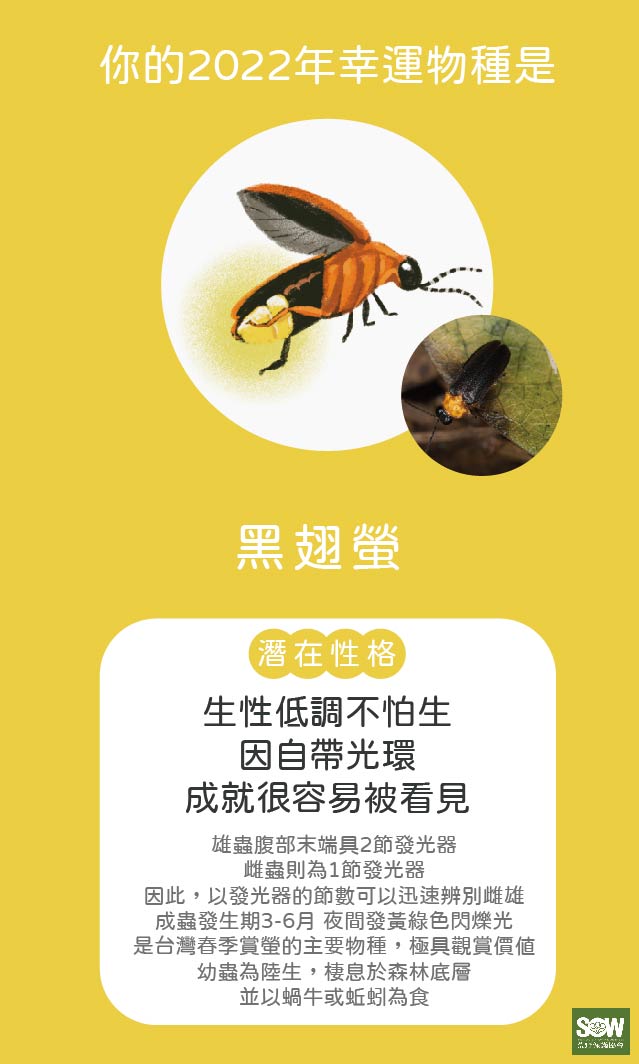 你的2022年幸運物種是
黑翅螢
潛在性格
生性低調不怕生
因自帶光環
成就很容易被看見
雄蟲腹部末端具2節發光器
雌蟲則為1節發光器
因此，以發光器的節數可以迅速辨別雌雄
成蟲發生期3-6月 夜間發黃綠色閃爍光
是台灣春季賞螢的主要物種，極具觀賞價值
幼蟲為陸生，棲息於森林底層
並以蝸牛或蚯蚓為食
SOW